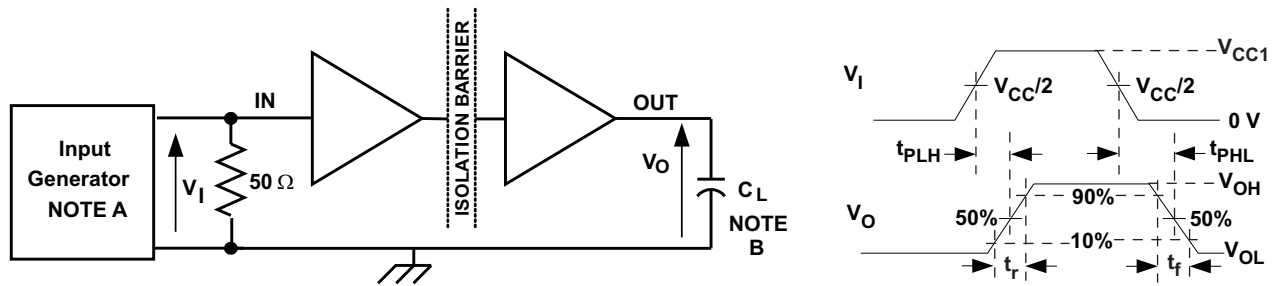 Input
Generator
NOTE A
V_I
50 Ω
IN
ISOLATION BARRIER
OUT
V_O
C_L
NOTE
B
V_I
V_CC1
V_CC/2
V_CC/2
0 V
t_PLH
t_PHL
V_O
V_OH
90%
50%
50%
10%
V_OL
t_r
t_f